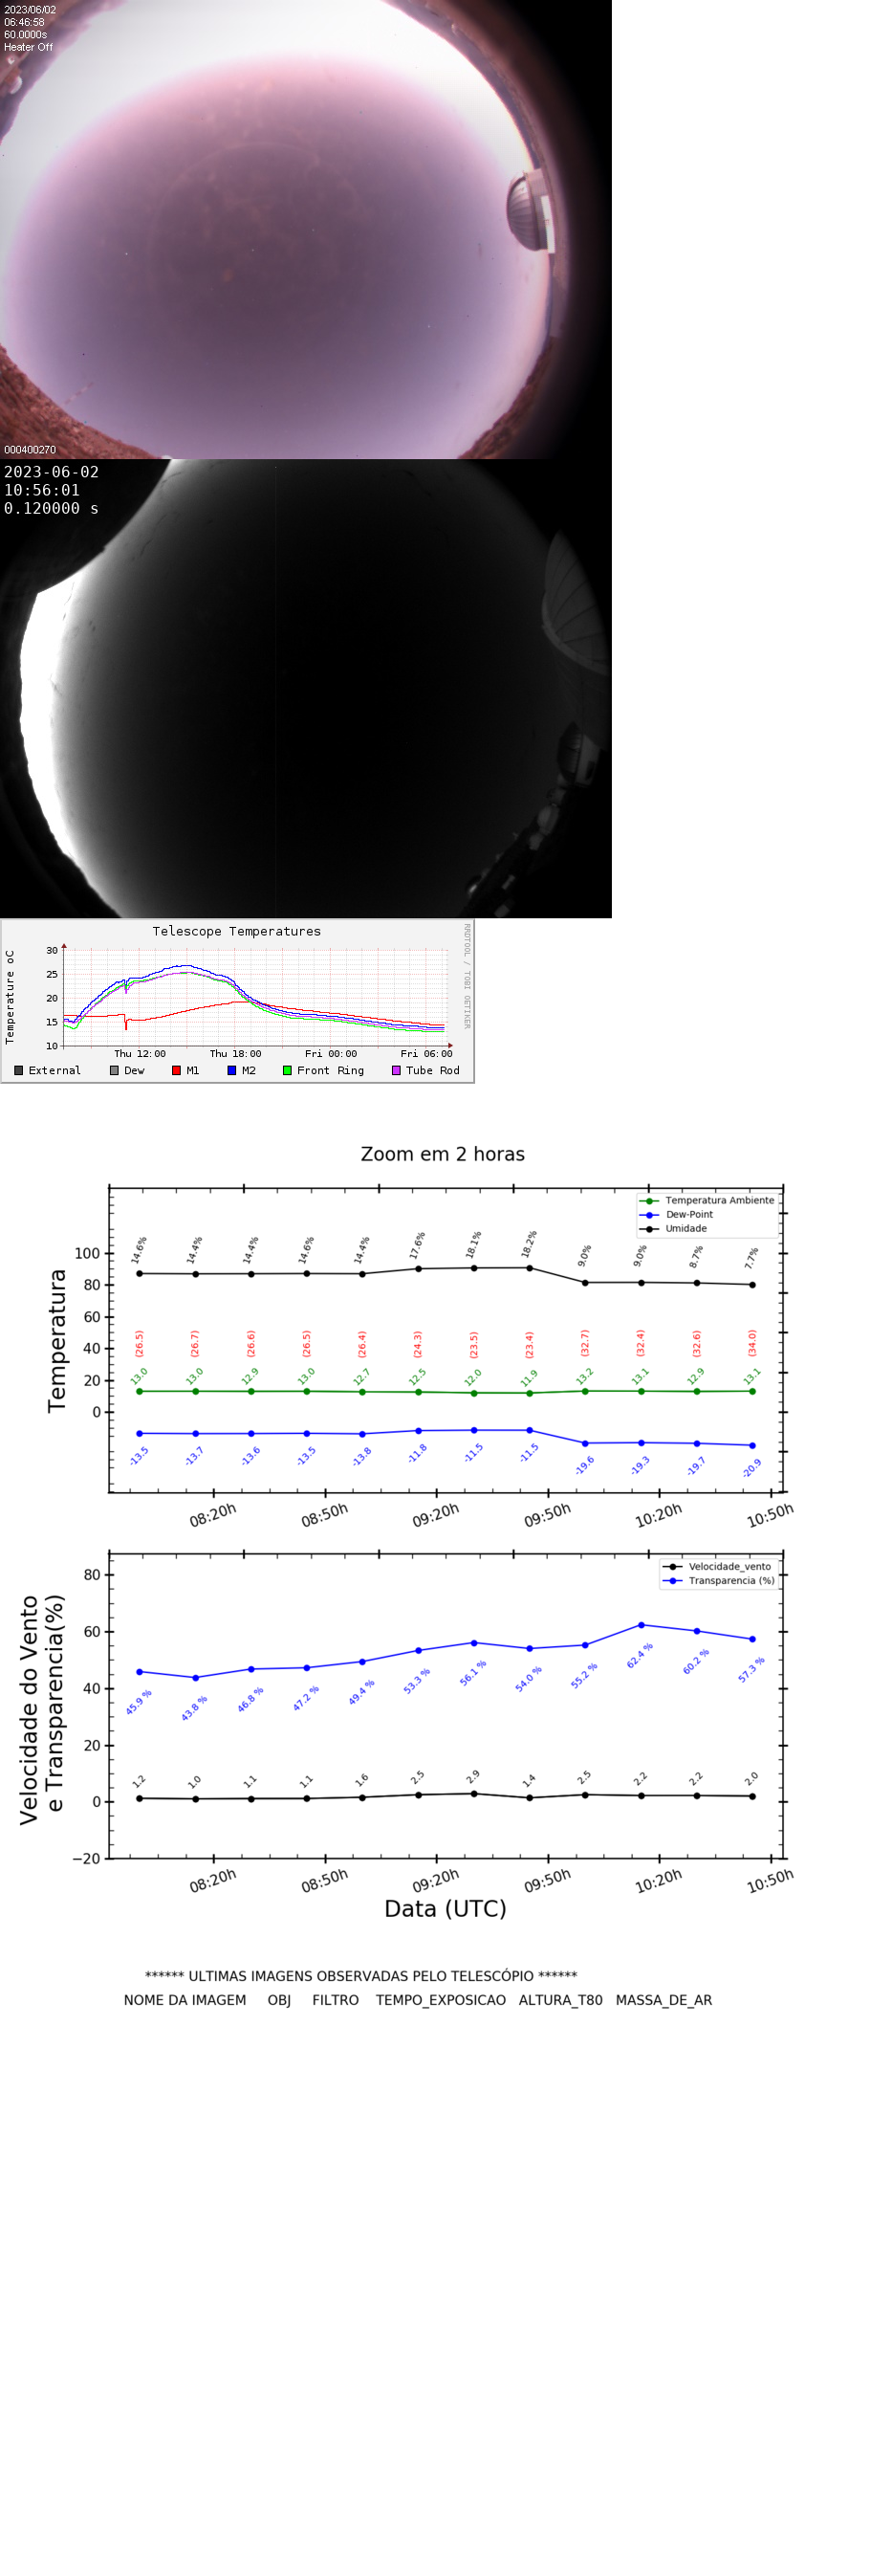 2023/06/02
06:46:58
60.0000s
Heater Off
000400270
2023-06-02
10:56:01
0.120000 s
Telescope Temperatures
RRDTOOL / TOBI OETIKER
Temperature oC
30
25
20
15
10
Thu 12:00 Thu 18:00 Fri 00:00 Fri 06:00
External Dew M1 M2 Front Ring Tube Rod
Zoom em 2 horas
Temperatura Ambiente
Dew-Point
Umidade
Temperatura
100
80
60
40
20
0
14.6% 14.4% 14.4% 14.6% 14.4% 17.6% 18.1% 18.2% 9.0% 9.0% 8.7% 7.7%
(26.5) (26.7) (26.6) (26.5) (26.4) (24.3) (23.5) (23.4) (32.7) (32.4) (32.6) (34.0)
13.0 13.0 12.9 13.0 12.7 12.5 12.0 11.9 13.2 13.1 12.9 13.1
-13.5 -13.7 -13.6 -13.5 -13.8 -11.8 -11.5 -11.5 -19.6 -19.3 -19.7 -20.9
08:20h 08:50h 09:20h 09:50h 10:20h 10:50h
Velocidade_vento
Transparencia (%)
Velocidade do Vento
e Transparencia(%)
80
60
40
20
0
−20
45.9 % 43.8 % 46.8 % 47.2 % 49.4 % 53.3 % 56.1 % 54.0 % 55.2 % 62.4 % 60.2 % 57.3 %
1.2 1.0 1.1 1.1 1.6 2.5 2.9 1.4 2.5 2.2 2.2 2.0
08:20h 08:50h 09:20h 09:50h 10:20h 10:50h
Data (UTC)
****** ULTIMAS IMAGENS OBSERVADAS PELO TELESCÓPIO ******
NOME DA IMAGEM OBJ FILTRO TEMPO_EXPOSICAO ALTURA_T80 MASSA_DE_AR